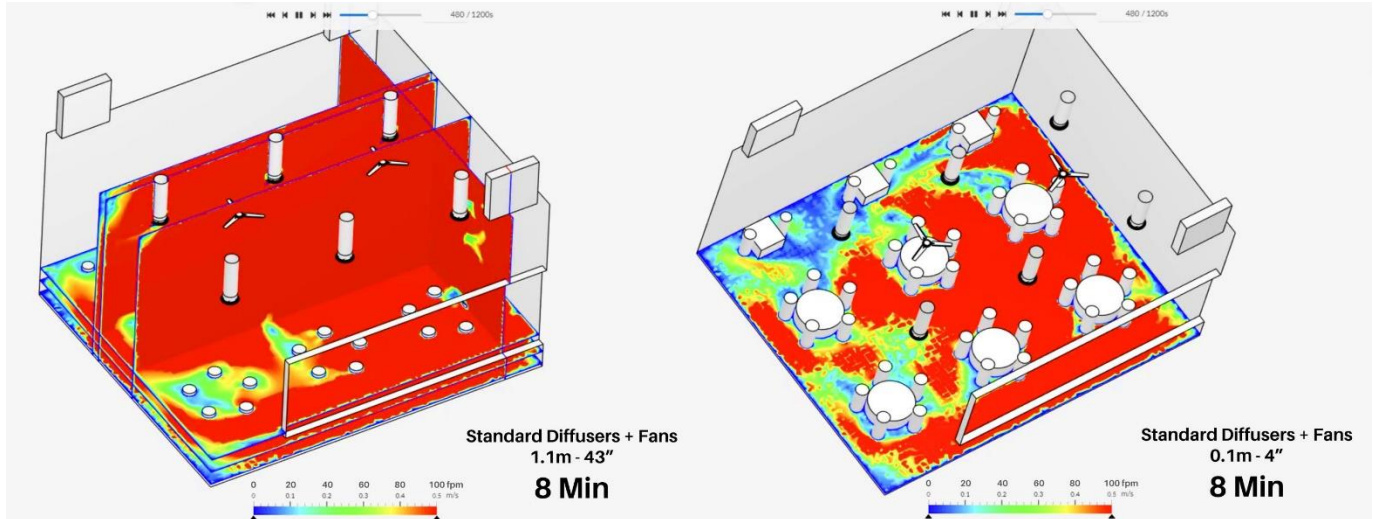 480 / 1200s
480 / 1200s
Standard Diffusers + Fans
1.1m - 43”
8 Min
0 20 40 60 80 100 fpm
0 0.1 0.2 0.3 0.4 0.5 m/s
Standard Diffusers + Fans
0.1m - 4”
8 Min
0 20 40 60 80 100 fpm
0 0.1 0.2 0.3 0.4 0.5 m/s